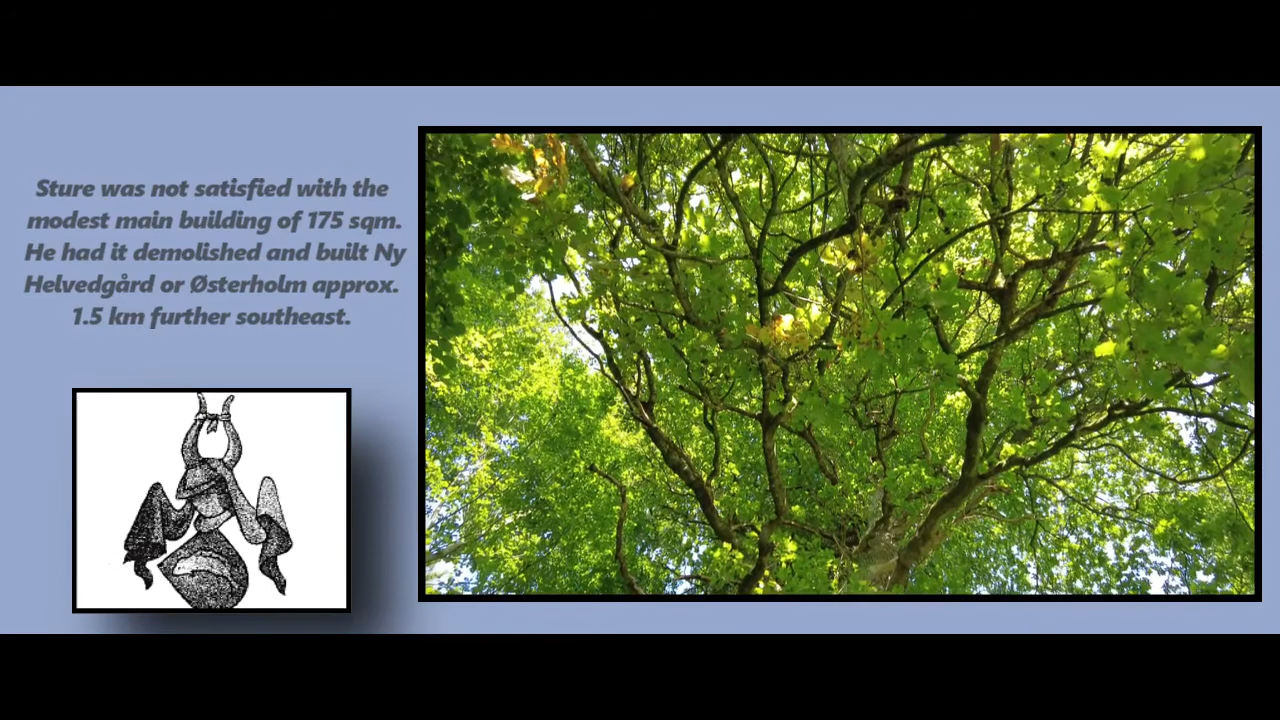 Sture was not satisfied with the
modest main building of 175 sqm.
He had it demolished and built Ny
Helvedgård or Østerholm approx.
1.5 km further southeast.